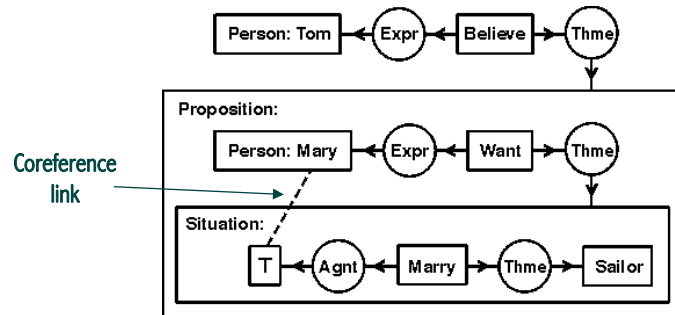 Person: Tom Expr Believe Thme
Proposition:
Person: Mary Expr Want Thme
Coreference
link
Situation:
T Agnt Marry Thme Sailor